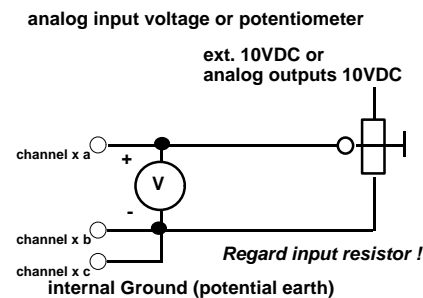 analog input voltage or potentiometer
ext. 10VDC or
analog outputs 10VDC
channel x a
+
V
-
channel x b
Regard input resistor !
channel x c
internal Ground (potential earth)